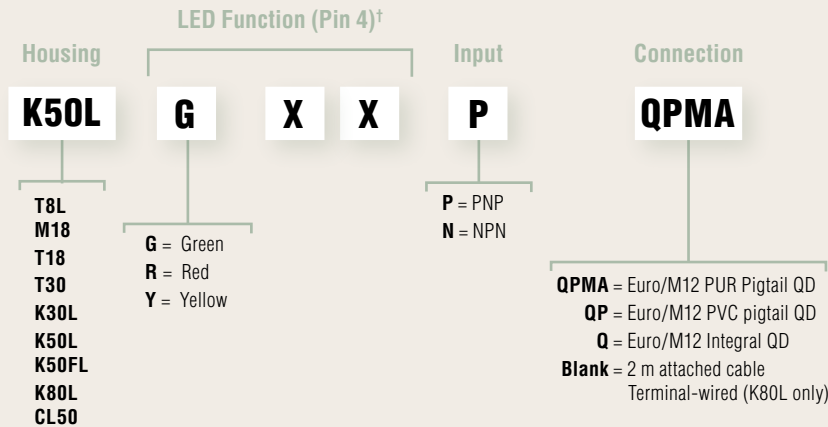 LED Function (Pin 4)†
Housing
Input
Connection
K50L
G
X
X
P
QPMA
T8L
M18
T18
T30
K30L
K50L
K50FL
K80L
CL50
G = Green
R = Red
Y = Yellow
P = PNP
N = NPN
QPMA = Euro/M12 PUR Pigtail QD
QP = Euro/M12 PVC pigtail QD
Q = Euro/M12 Integral QD
Blank = 2 m attached cable
Terminal-wired (K80L only)